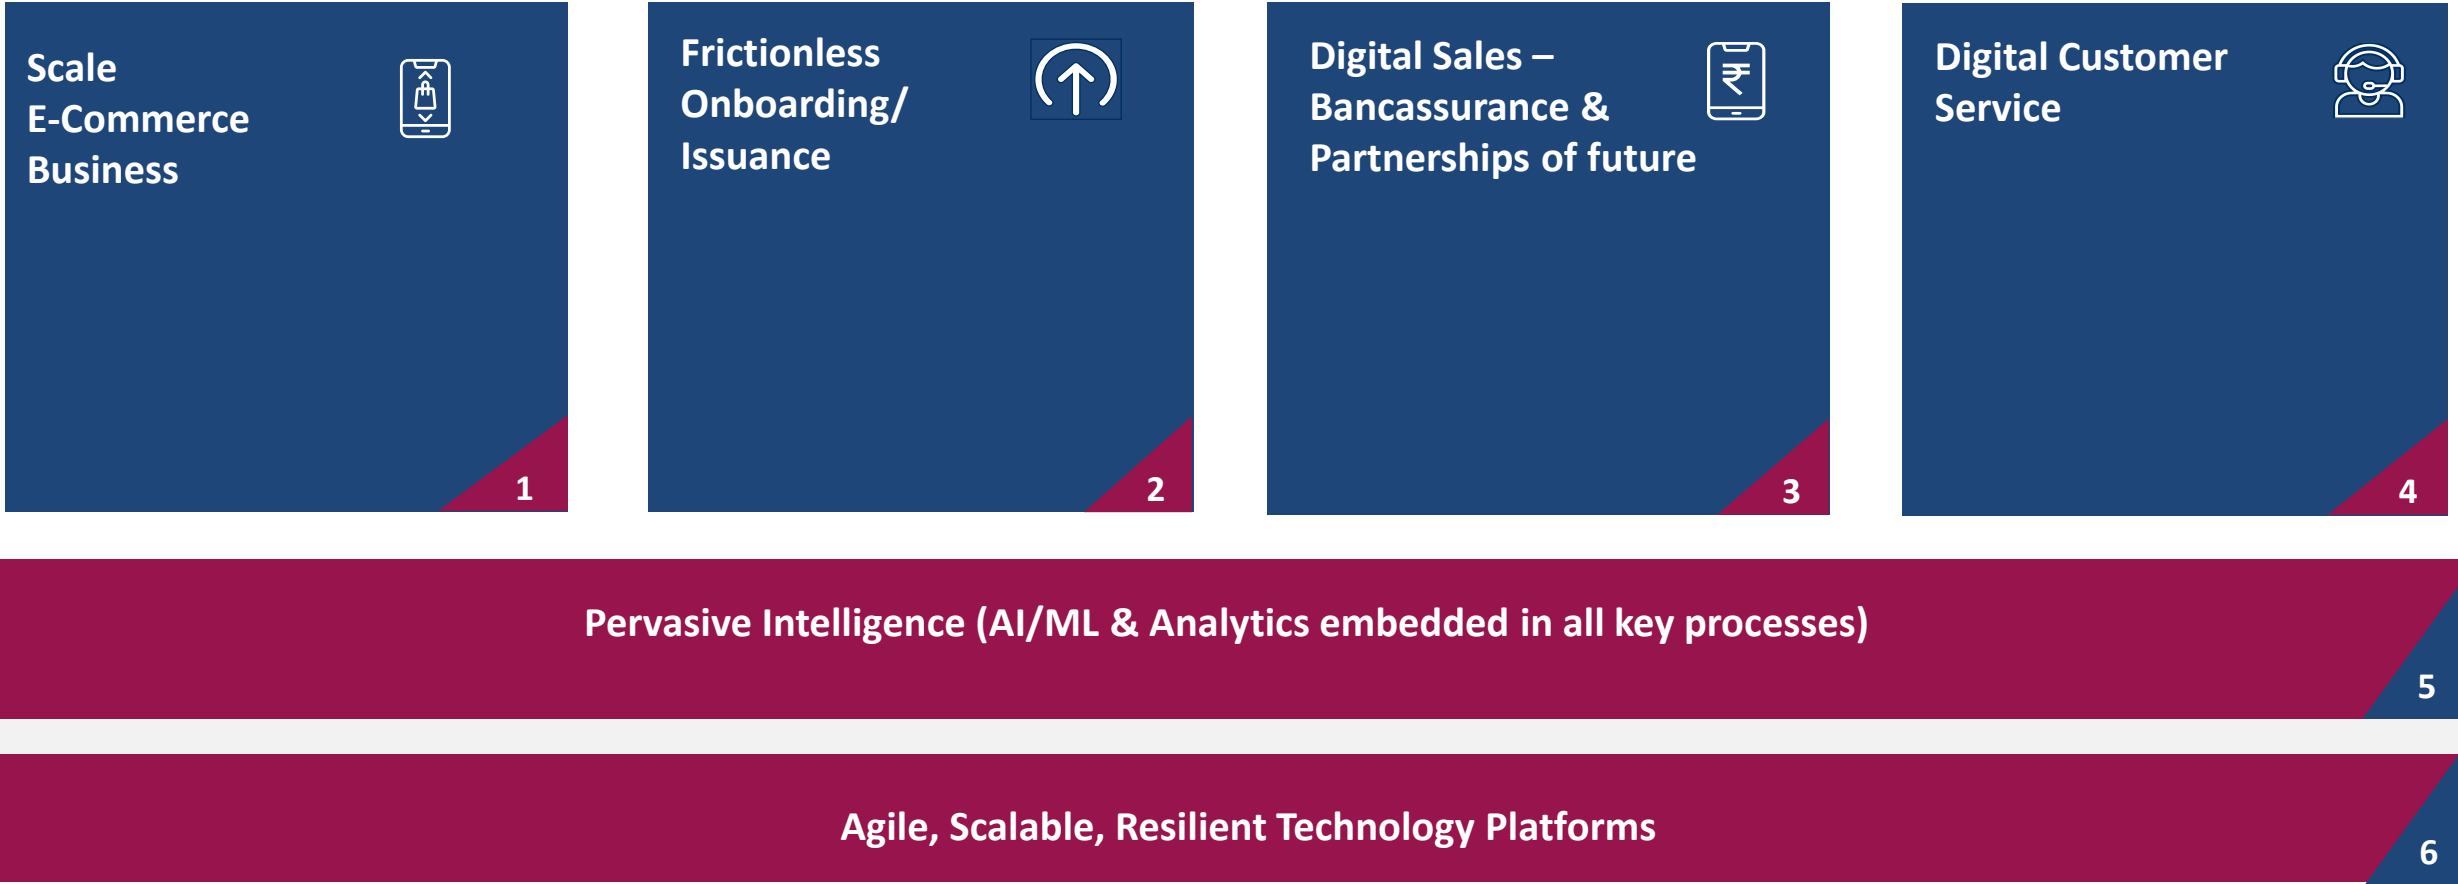 Scale
E-Commerce
Business
1
Frictionless
Onboarding/
Issuance
2
Digital Sales –
Bancassurance &
Partnerships of future
₹
3
Digital Customer
Service
4
Pervasive Intelligence (AI/ML & Analytics embedded in all key processes)
5
Agile, Scalable, Resilient Technology Platforms
6